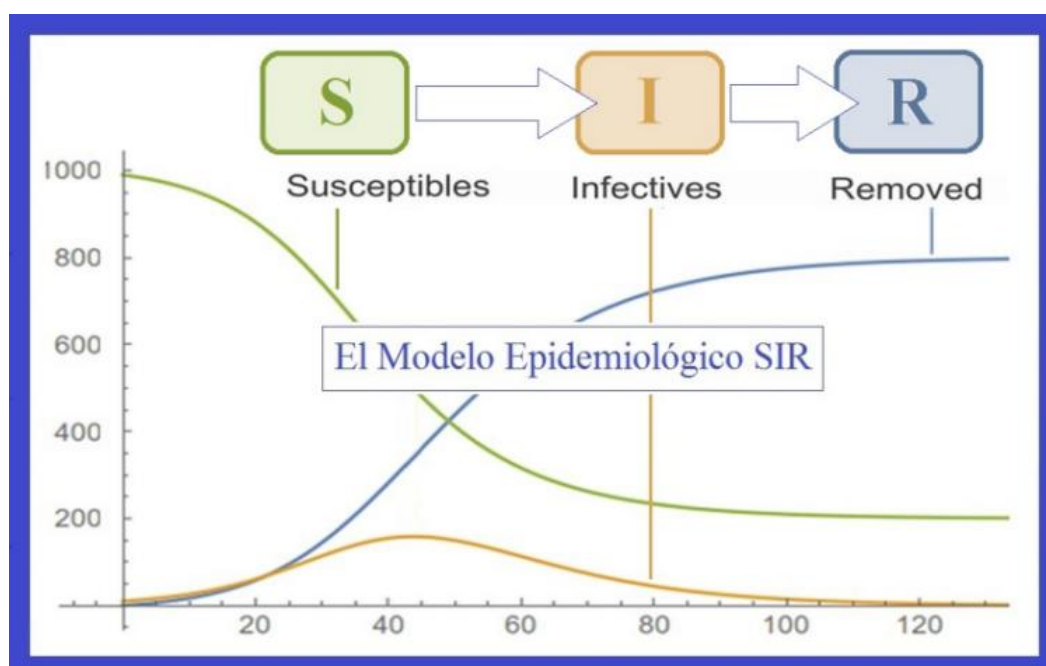 S I R
Susceptibles Infectives Removed
1000
800
600
El Modelo Epidemiológico SIR
400
200
20 40 60 80 100 120